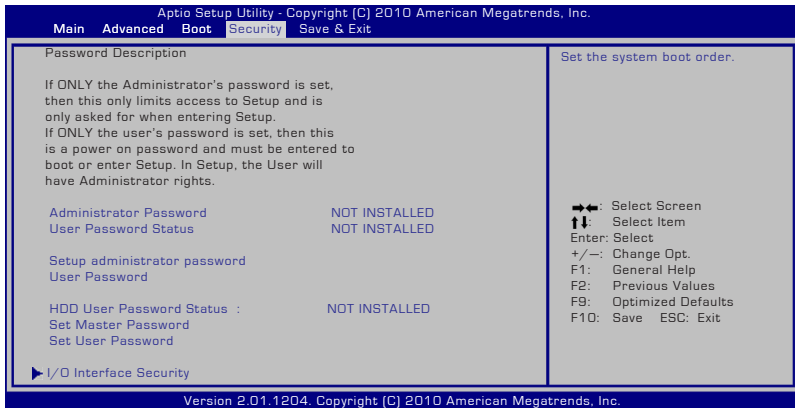 Aptio Setup Utility - Copyright (C) 2010 American Megatrends, Inc.
Main Advanced Boot Security Save & Exit
Password Description
If ONLY the Administrator's password is set,
then this only limits access to Setup and is
only asked for when entering Setup.
If ONLY the user's password is set, then this
is a power on password and must be entered to
boot or enter Setup. In Setup, the User will
have Administrator rights.
Administrator Password NOT INSTALLED
User Password Status NOT INSTALLED
Setup administrator password
User Password
HDD User Password Status : NOT INSTALLED
Set Master Password
Set User Password
I/O Interface Security
Set the system boot order.
→←: Select Screen
↑↓: Select Item
Enter: Select
+/—: Change Opt.
F1: General Help
F2: Previous Values
F9: Optimized Defaults
F10: Save ESC: Exit
Version 2.01.1204. Copyright (C) 2010 American Megatrends, Inc.